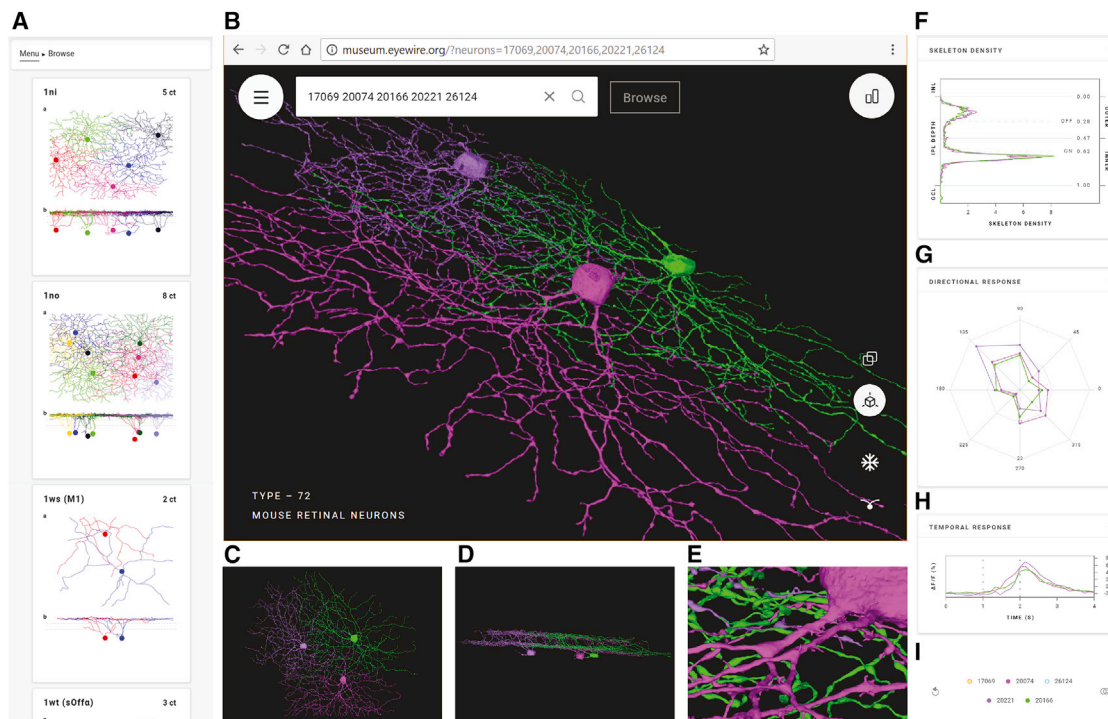 A
Menu ▸ Browse
1ni 5 ct
a
b
1no 8 ct
a
b
1ws (M1) 2 ct
a
b
1wt (sOffα) 3 ct
B
museum.eyewire.org/?neurons=17069,20074,20166,20221,26124
17069 20074 20166 20221 26124
Browse
TYPE – 72
MOUSE RETINAL NEURONS
C
D
E
F
SKELETON DENSITY
INL
IPL DEPTH
GCL
0.00
OFF 0.28
0.47
ON 0.62
1.00
OUTER
INNER
2 4 6 8
SKELETON DENSITY
G
DIRECTIONAL RESPONSE
90
135 45
180 0
225 315
270
H
TEMPORAL RESPONSE
ΔF/F (%)
0 1 2 3 4
TIME (S)
I
17069 20074 26124
20221 20166